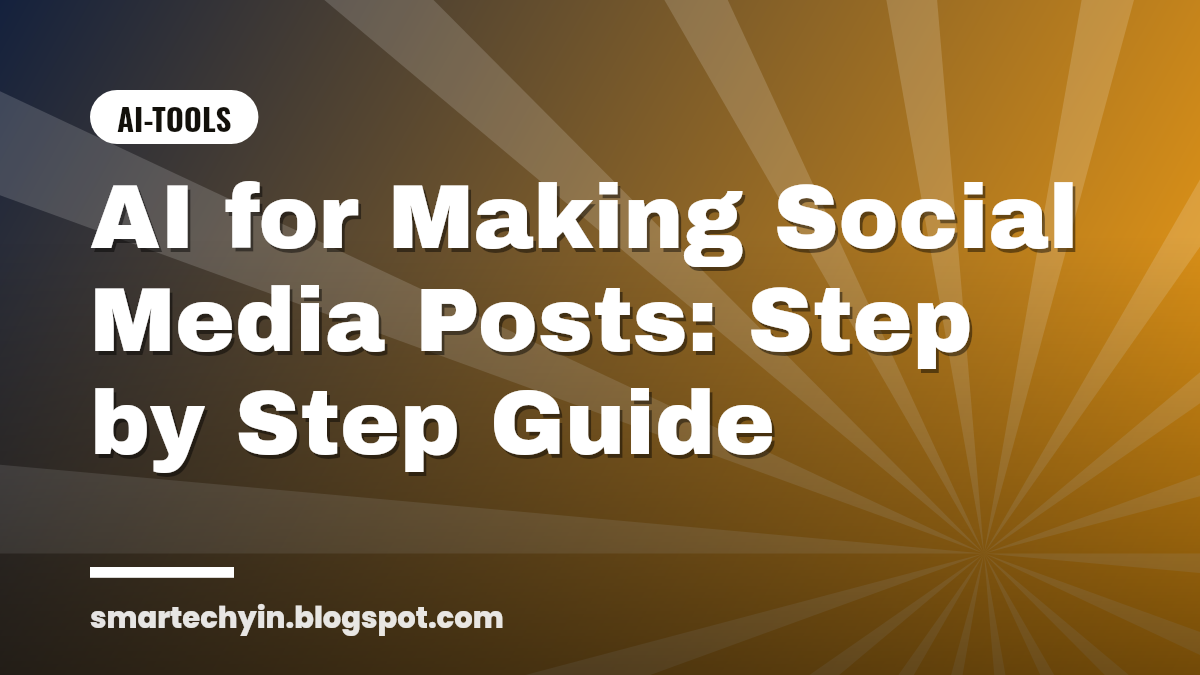 AI-TOOLS
AI for Making Social
Media Posts: Step
by Step Guide
smartechyin.blogspot.com